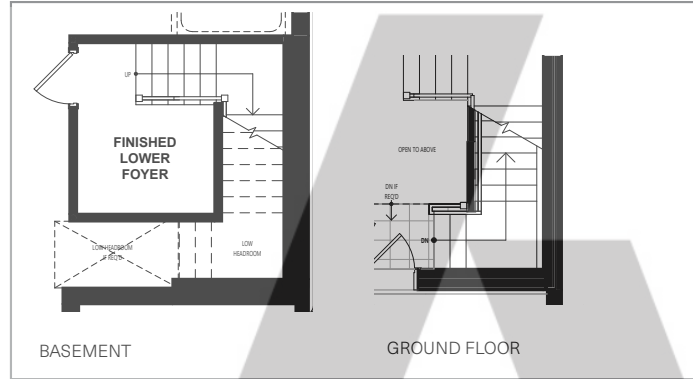 UP
FINISHED
LOWER
FOYER
LOW HEADROOM
IF REQ'D
LOW
HEADROOM
BASEMENT
OPEN TO ABOVE
DN IF
REQ'D
DN
GROUND FLOOR